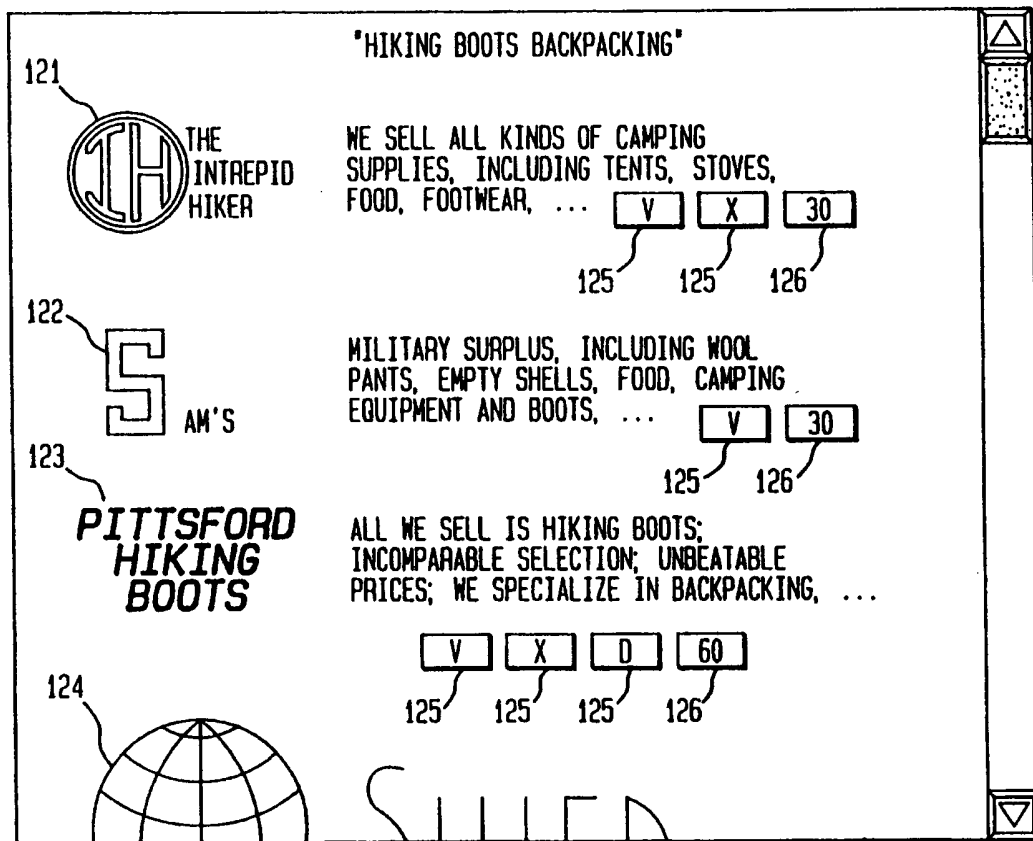 "HIKING BOOTS BACKPACKING"
121
IH
THE
INTREPID
HIKER
WE SELL ALL KINDS OF CAMPING
SUPPLIES, INCLUDING TENTS, STOVES,
FOOD, FOOTWEAR, ...
V X 30
125 125 126
122
S
AM'S
MILITARY SURPLUS, INCLUDING WOOL
PANTS, EMPTY SHELLS, FOOD, CAMPING
EQUIPMENT AND BOOTS, ...
V 30
125 126
123
PITTSFORD
HIKING
BOOTS
ALL WE SELL IS HIKING BOOTS;
INCOMPARABLE SELECTION; UNBEATABLE
PRICES; WE SPECIALIZE IN BACKPACKING, ...
V X D 60
125 125 125 126
124